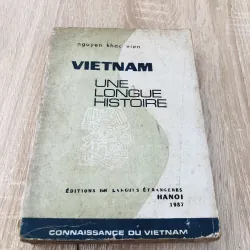 nguyen khac vien
VIETNAM
UNE
LONGUE
HISTOIRE
ÉDITIONS EN LANGUES ÉTRANGÈRES
HANOI
1987
CONNAISSANCE DU VIETNAM